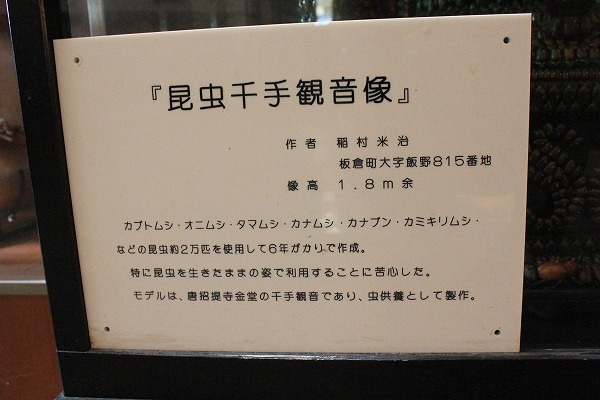 『昆虫千手観音像』
作者 稲村米治
板倉町大字飯野815番地
像高 1.8m余
カブトムシ・オニムシ・タマムシ・カナムシ・カナブン・カミキリムシ・
などの昆虫約2万匹を使用して6年がかりで作成。
特に昆虫を生きたままの姿で利用することに苦心した。
モデルは、唐招提寺金堂の千手観音であり、虫供養として製作。